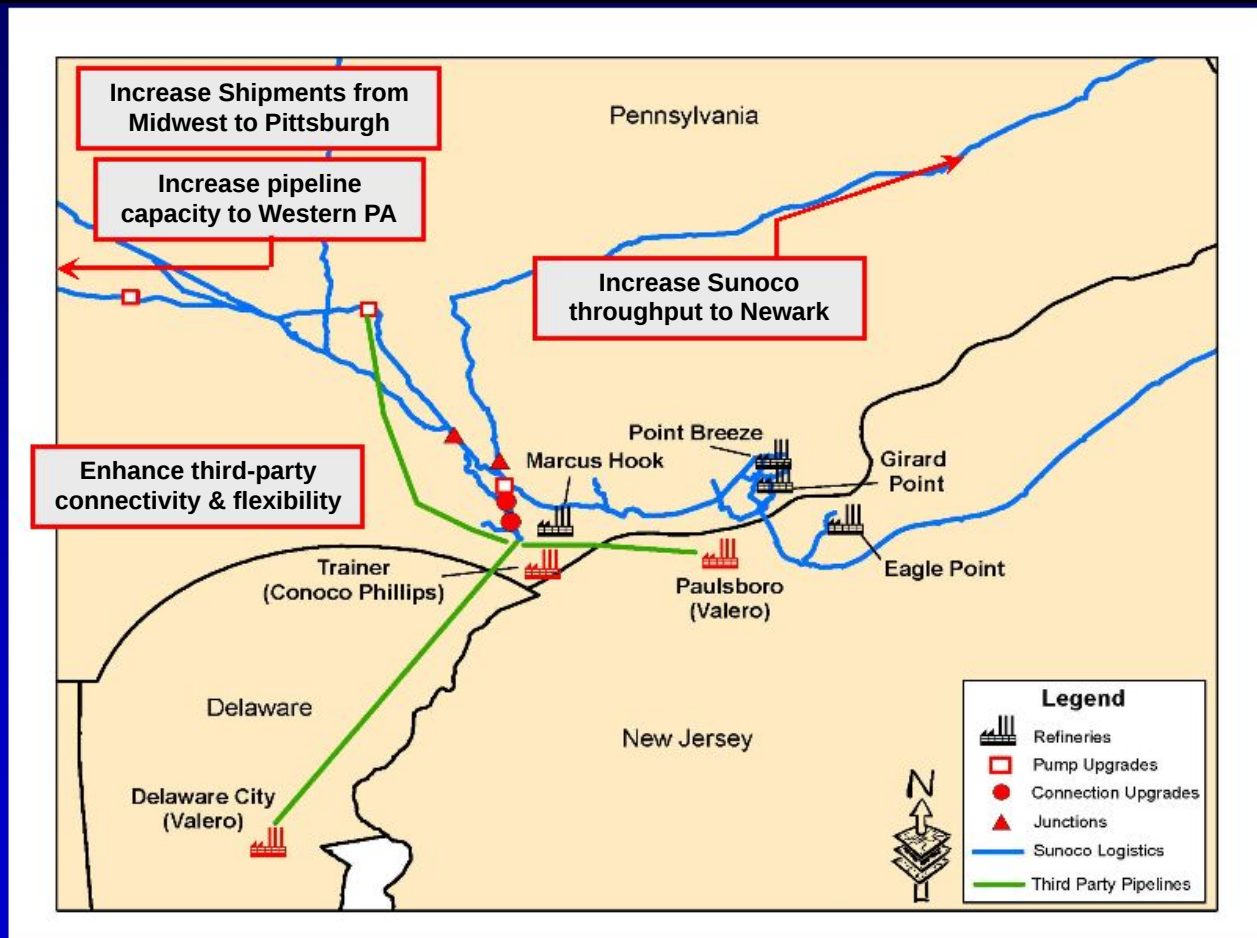 Increase Shipments from
Midwest to Pittsburgh
Pennsylvania
Increase pipeline
capacity to Western PA
Increase Sunoco
throughput to Newark
Enhance third-party
connectivity & flexibility
Point Breeze
Marcus Hook
Girard
Point
Eagle Point
Trainer
(Conoco Phillips)
Paulsboro
(Valero)
Delaware
New Jersey
Delaware City
(Valero)
N
Legend
Refineries
Pump Upgrades
Connection Upgrades
Junctions
Sunoco Logistics
Third Party Pipelines